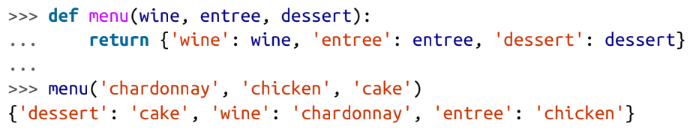 >>> def menu(wine, entree, dessert):
...     return {'wine': wine, 'entree': entree, 'dessert': dessert}
...
>>> menu('chardonnay', 'chicken', 'cake')
{'dessert': 'cake', 'wine': 'chardonnay', 'entree': 'chicken'}